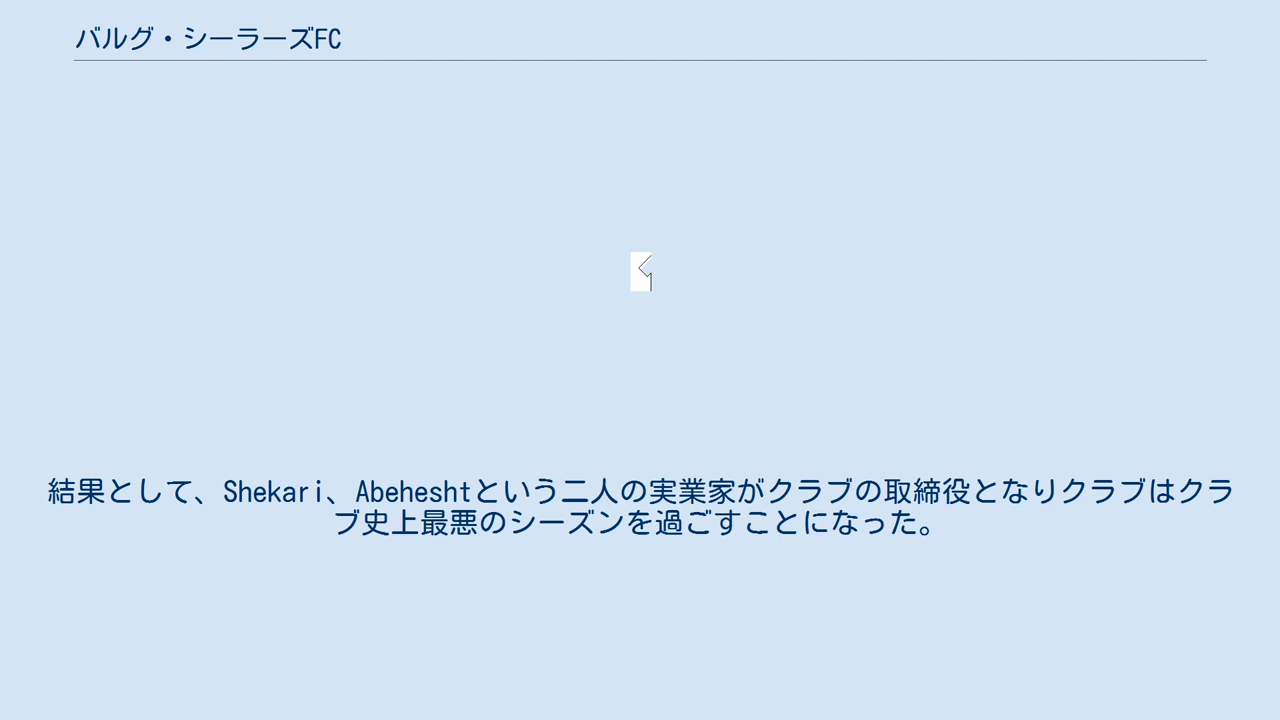 バルグ・シーラーズFC
結果として、Shekari、Abeheshtという二人の実業家がクラブの取締役となりクラブはクラ
ブ史上最悪のシーズンを過ごすことになった。